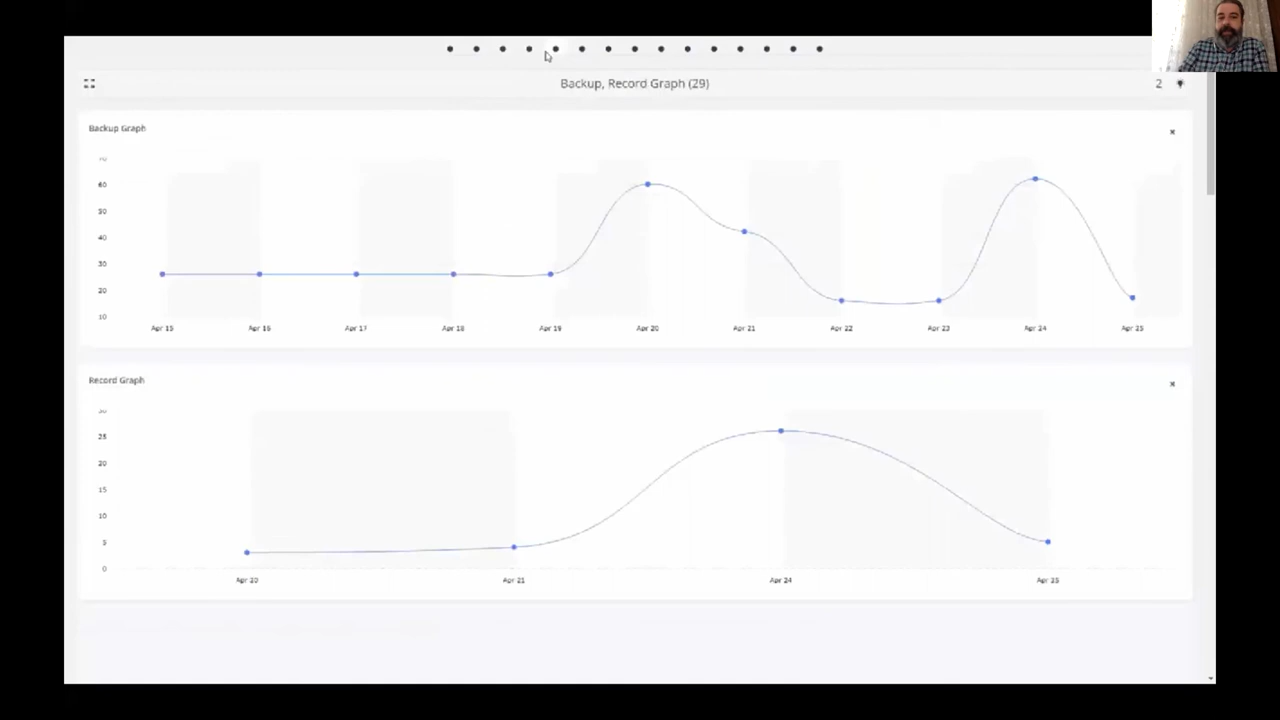 Backup, Record Graph (29)
2
Backup Graph
×
70
60
50
40
30
20
10
Apr 15
Apr 16
Apr 17
Apr 18
Apr 19
Apr 20
Apr 21
Apr 22
Apr 23
Apr 24
Apr 25
Record Graph
×
30
25
20
15
10
5
0
Apr 20
Apr 21
Apr 24
Apr 25